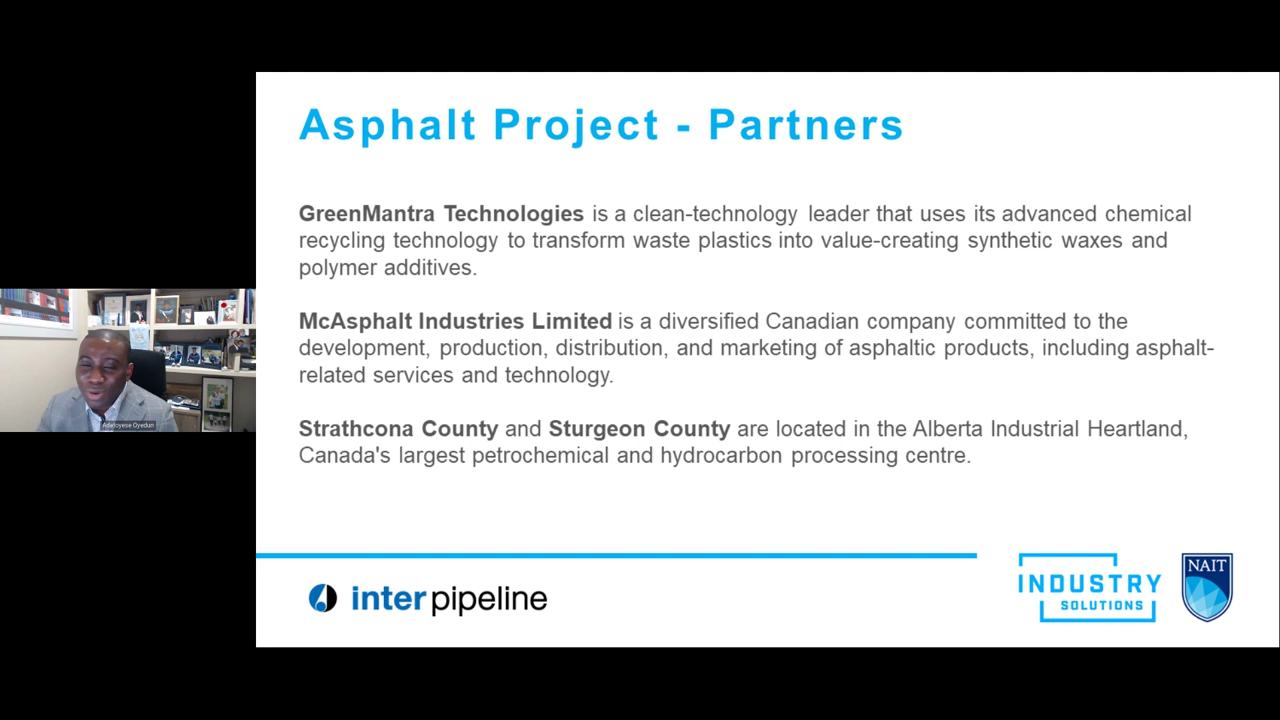 Asphalt Project - Partners
GreenMantra Technologies is a clean-technology leader that uses its advanced chemical
recycling technology to transform waste plastics into value-creating synthetic waxes and
polymer additives.
McAsphalt Industries Limited is a diversified Canadian company committed to the
development, production, distribution, and marketing of asphaltic products, including asphalt-
related services and technology.
Strathcona County and Sturgeon County are located in the Alberta Industrial Heartland,
Canada's largest petrochemical and hydrocarbon processing centre.
Adetoyese Oyedun
inter pipeline
INDUSTRY
SOLUTIONS
NAIT